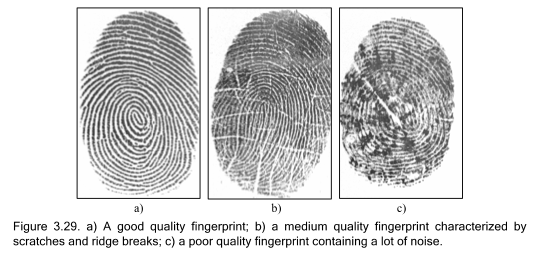 a) b) c)
Figure 3.29. a) A good quality fingerprint; b) a medium quality fingerprint characterized by
scratches and ridge breaks; c) a poor quality fingerprint containing a lot of noise.